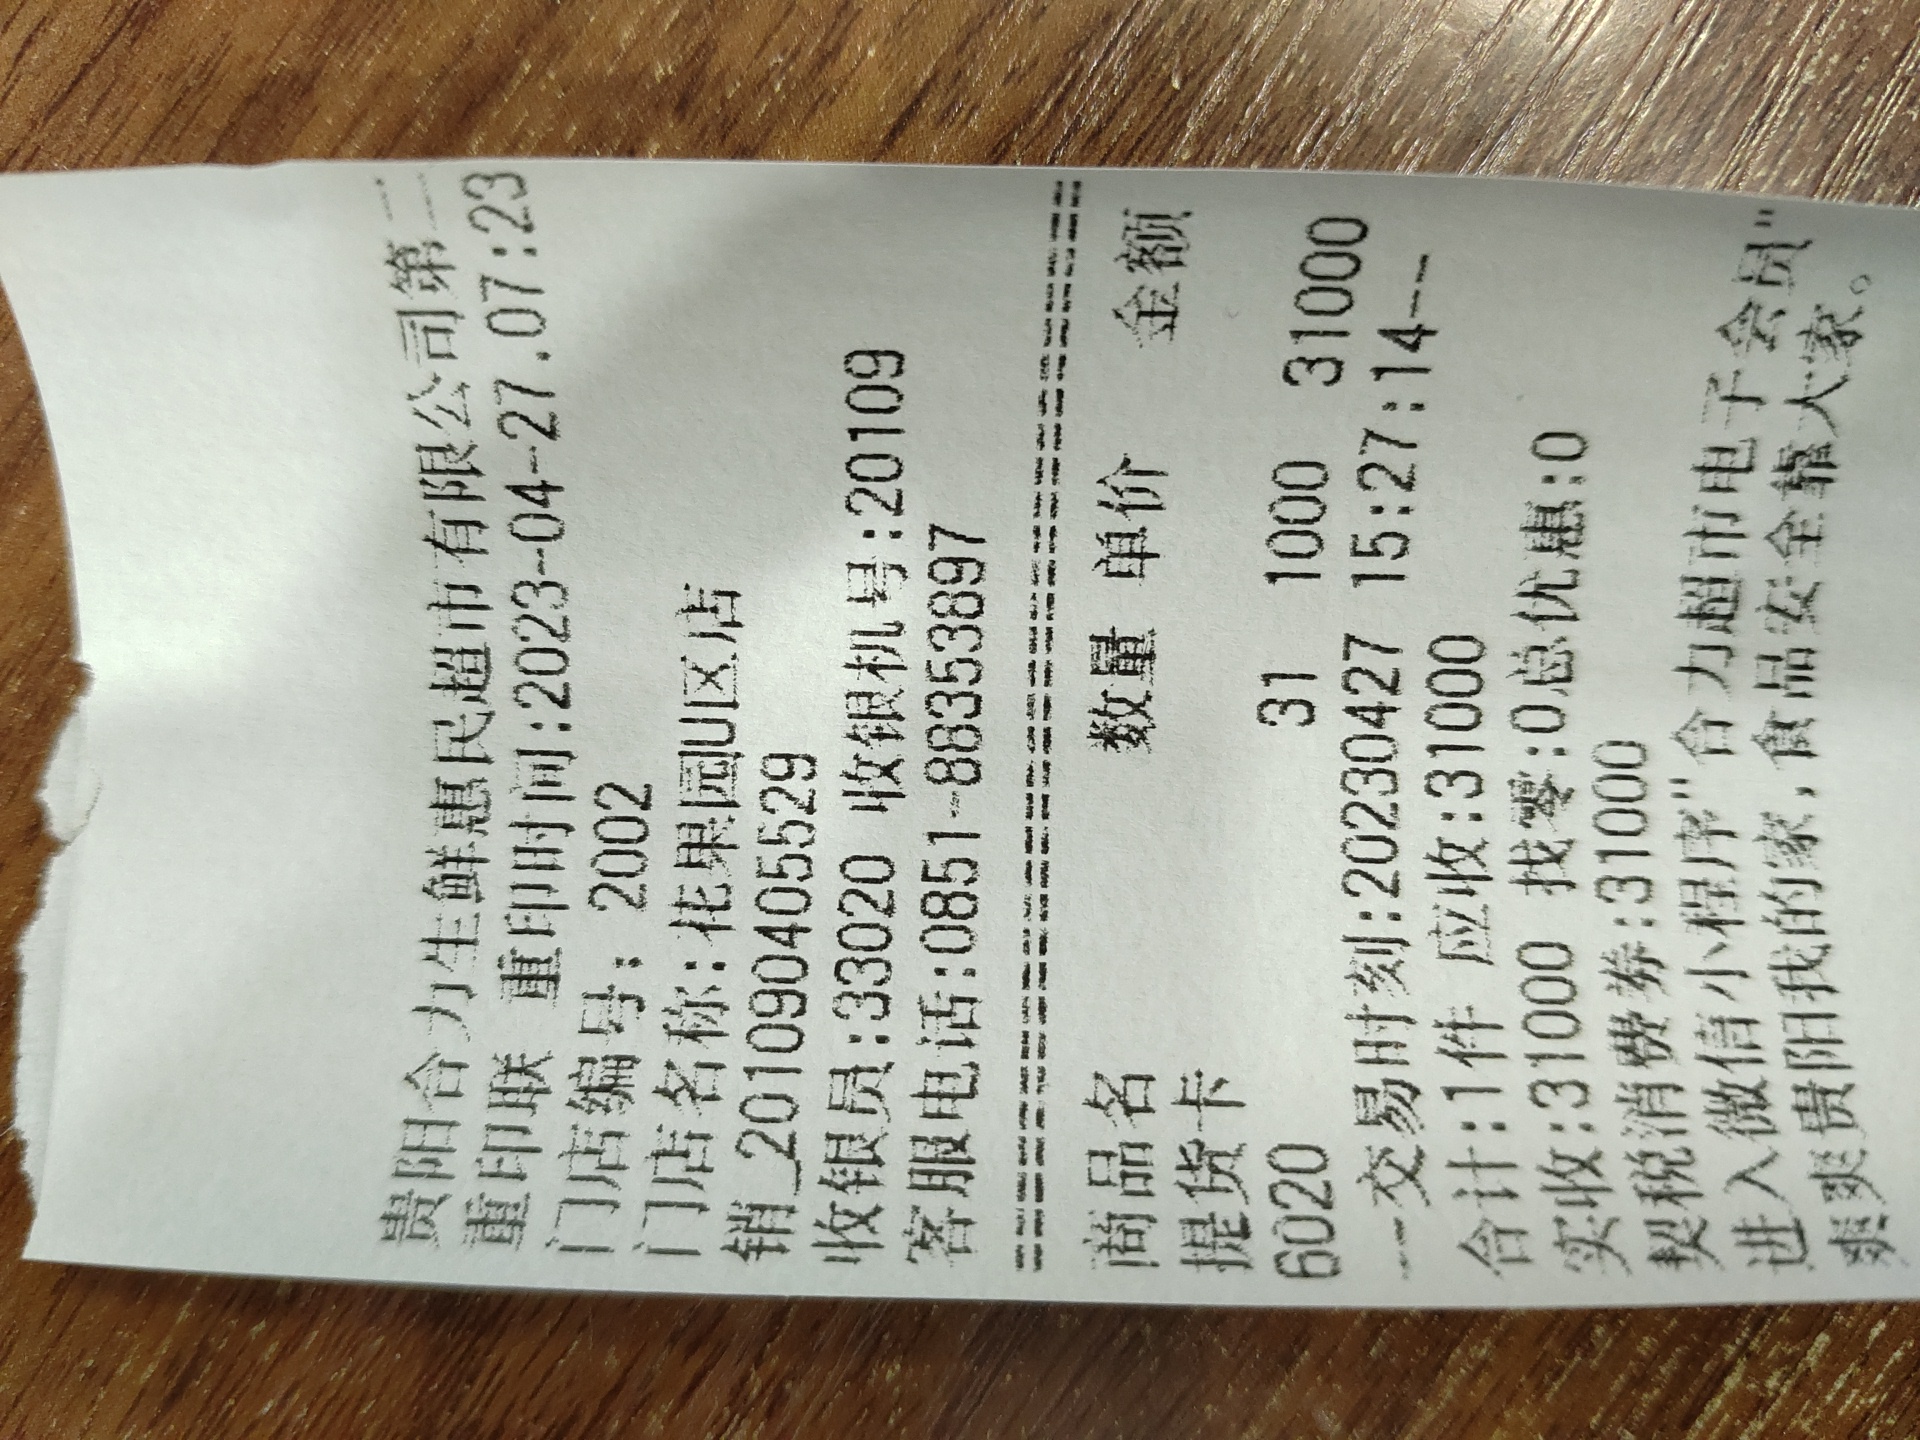 贵阳合力生鲜惠民超市有限公司第二
重印联 重印时间:2023-04-27.07:23
门店编号: 2002
门店名称:花果园U区店
销_2010904055​29
收银员:33020 收银机号:20109
客服电话:0851-88353897
================================
商品名 数量 单价 金额
提货卡
6020 31 1000 31000
--交易时刻:20230427 15:27:14--
合计:1件 应收:31000
实收:31000 找零:0总优惠:0
契税消费券:31000
进入微信小程序"合力超市电子会员"
爽爽贵阳我的家,食品安全靠大家。